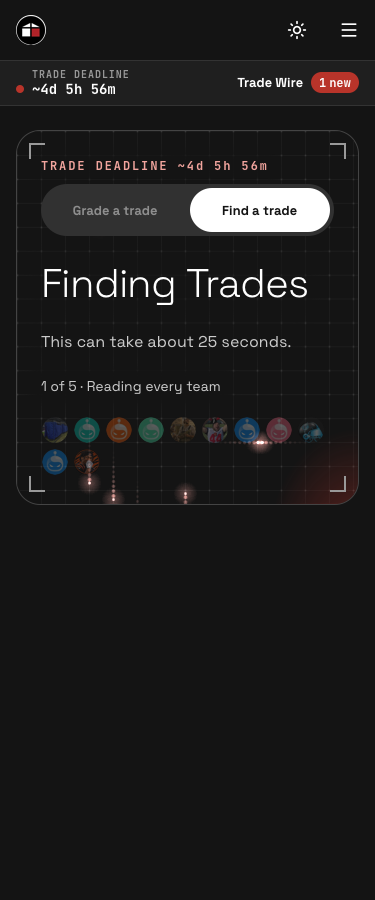 TRADE DEADLINE
~4d 5h 56m
Trade Wire
1 new
TRADE DEADLINE ~4d 5h 56m
Grade a trade
Find a trade
Finding Trades
This can take about 25 seconds.
1 of 5 · Reading every team